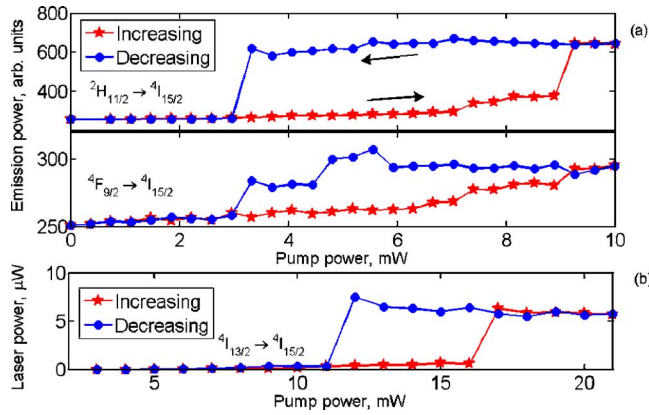 (a)
800
600
400
Increasing
Decreasing
²H₁₁/₂→⁴I₁₅/₂
Emission power, arb. units
300
250
⁴F₉/₂→⁴I₁₅/₂
0 2 4 6 8 10
Pump power, mW
(b)
10
5
0
Increasing
Decreasing
⁴I₁₃/₂→⁴I₁₅/₂
Laser power, μW
5 10 15 20
Pump power, mW